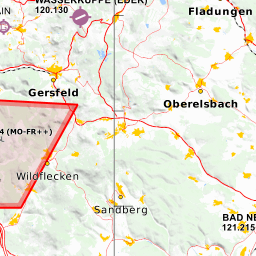 WASSERKUPPE (EDER)
120.130
Fladungen
Gersfeld
Oberelsbach
4 (MO-FR++)
Wildflecken
Sandberg
BAD NE
121.215